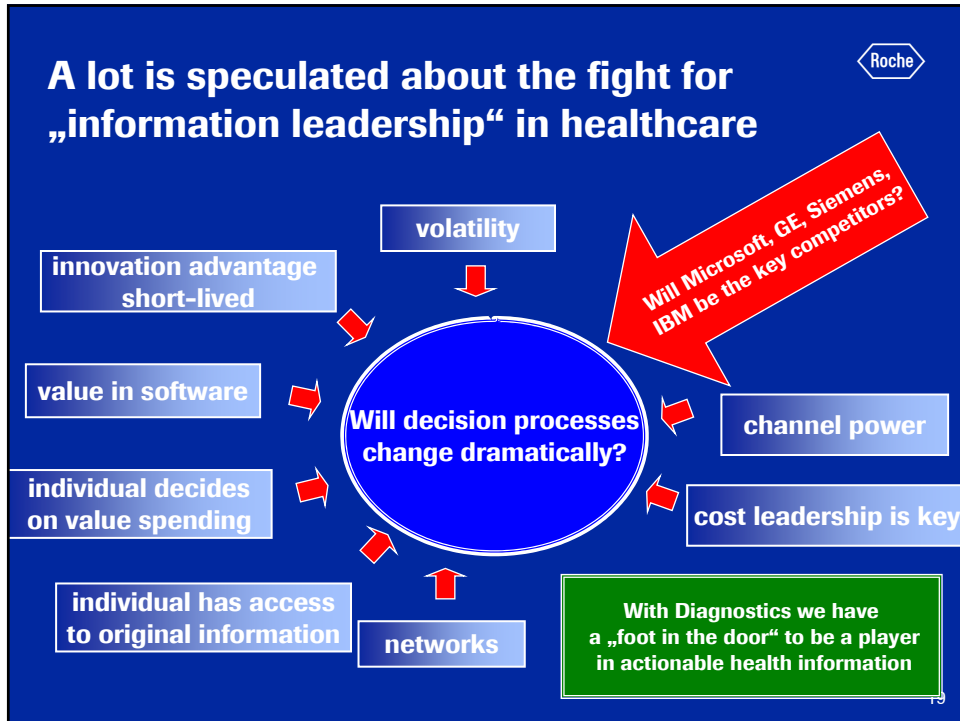 A lot is speculated about the fight for
„information leadership“ in healthcare
Roche
volatility
innovation advantage
short-lived
Will Microsoft, GE, Siemens,
IBM be the key competitors?
value in software
Will decision processes
change dramatically?
channel power
individual decides
on value spending
cost leadership is key
individual has access
to original information
networks
With Diagnostics we have
a „foot in the door“ to be a player
in actionable health information
19